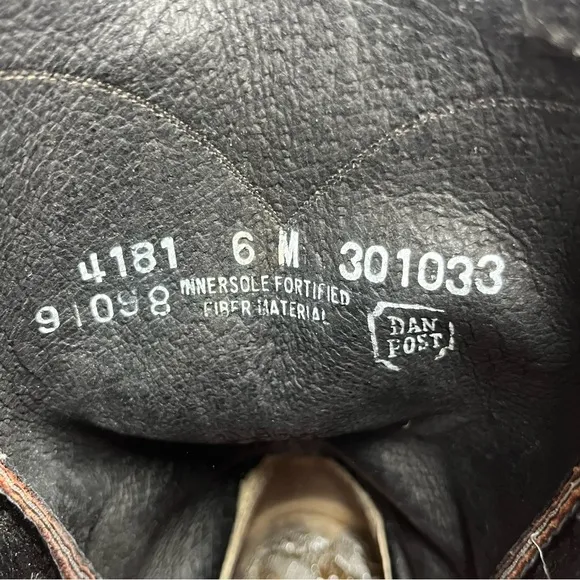 4181 6 M 301033
91098 INNERSOLE FORTIFIED
FIBER MATERIAL
DAN
POST